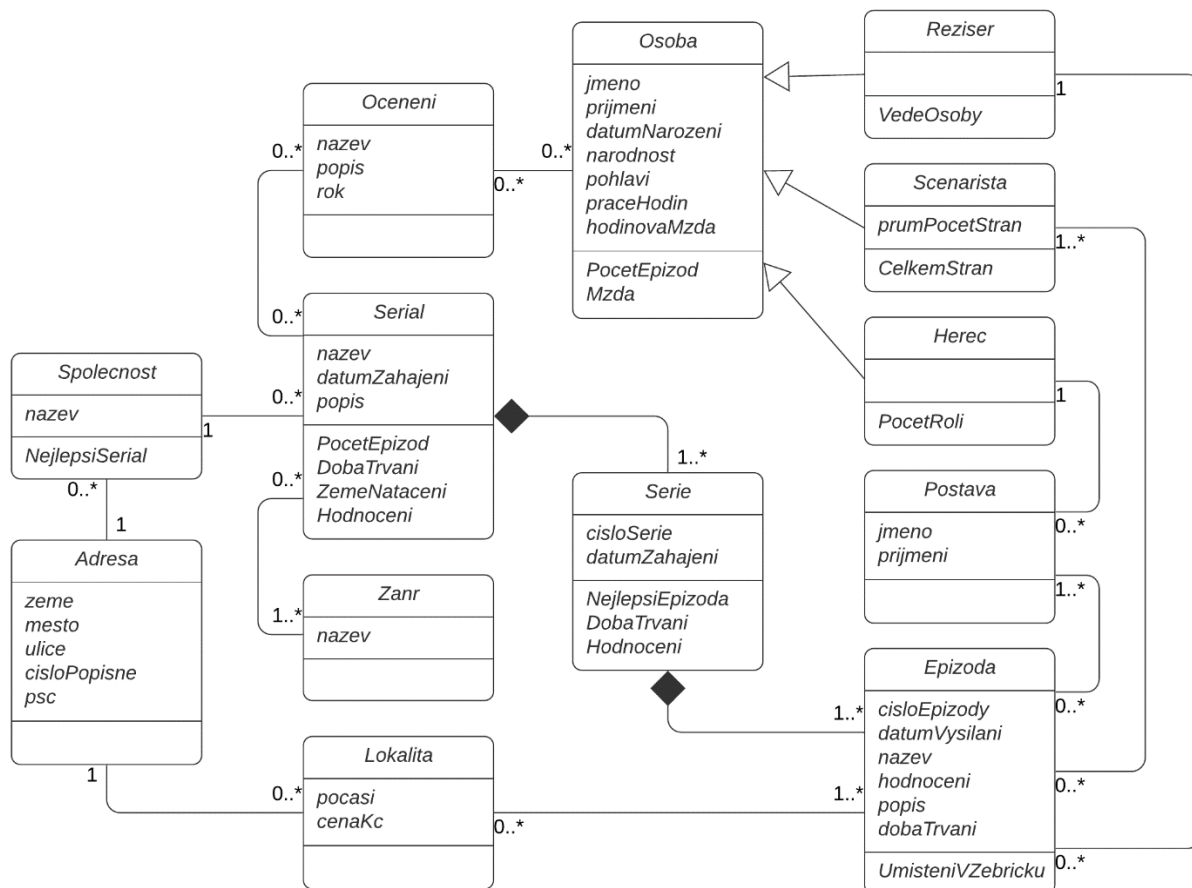 Osoba
jmeno
prijmeni
datumNarozeni
narodnost
pohlavi
praceHodin
hodinovaMzda
PocetEpizod
Mzda
Reziser
VedeOsoby
1
Oceneni
nazev
popis
rok
0..*
0..*
0..*
Scenarista
prumPocetStran
CelkemStran
1..*
Serial
nazev
datumZahajeni
popis
PocetEpizod
DobaTrvani
ZemeNataceni
Hodnoceni
0..*
0..*
0..*
Herec
PocetRoli
1
Spolecnost
nazev
NejlepsiSerial
1
0..*
1..*
Serie
cisloSerie
datumZahajeni
NejlepsiEpizoda
DobaTrvani
Hodnoceni
Postava
jmeno
prijmeni
0..*
1..*
1
Adresa
zeme
mesto
ulice
cisloPopisne
psc
1
Zanr
nazev
1..*
Epizoda
cisloEpizody
datumVysilani
nazev
hodnoceni
popis
dobaTrvani
UmisteniVZebricku
1..*
1..*
0..*
0..*
0..*
Lokalita
pocasi
cenaKc
0..*
0..*